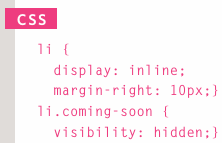 CSS
li {
display: inline;
margin-right: 10px;}
li.coming-soon {
visibility: hidden;}